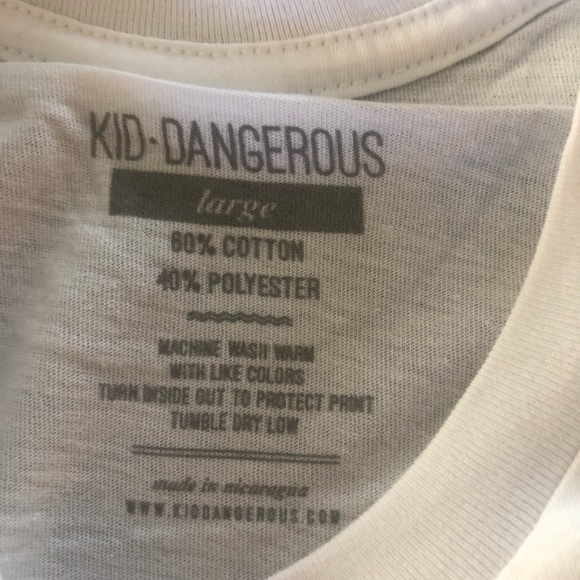 KID·DANGEROUS
large
60% COTTON
40% POLYESTER
MACHINE WASH WARM
WITH LIKE COLORS
TURN INSIDE OUT TO PROTECT PRINT
TUMBLE DRY LOW
made in nicaragua
WWW.KIDDANGEROUS.COM